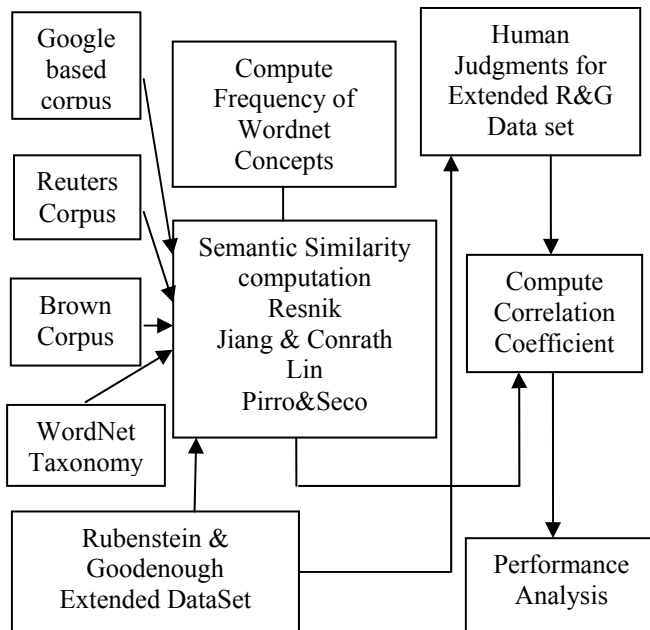 Google
based
corpus
Compute
Frequency of
Wordnet
Concepts
Human
Judgments for
Extended R&G
Data set
Reuters
Corpus
Brown
Corpus
WordNet
Taxonomy
Semantic Similarity
computation
Resnik
Jiang & Conrath
Lin
Pirro&Seco
Compute
Correlation
Coefficient
Rubenstein &
Goodenough
Extended DataSet
Performance
Analysis